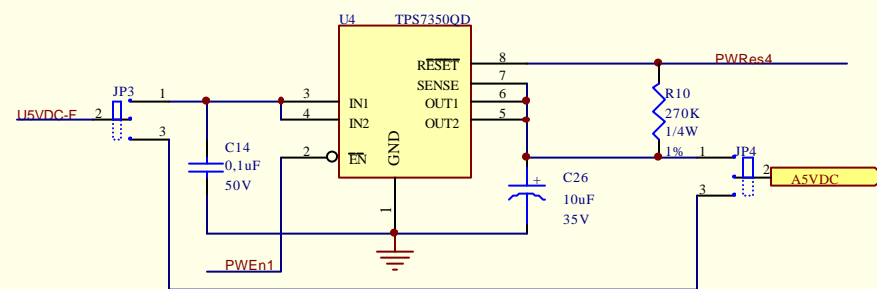 U4 TPS7350QD
8 PWRes4
RESET
JP3 7
SENSE
1 3 6 R10
IN1 OUT1 270K
U5VDC-F 2 4 5
IN2 OUT2 1/4W
3 GND 1% JP4
C14 2 EN 1
0,1uF C26 2 A5VDC
50V + 10uF 3
1 35V
PWEn1